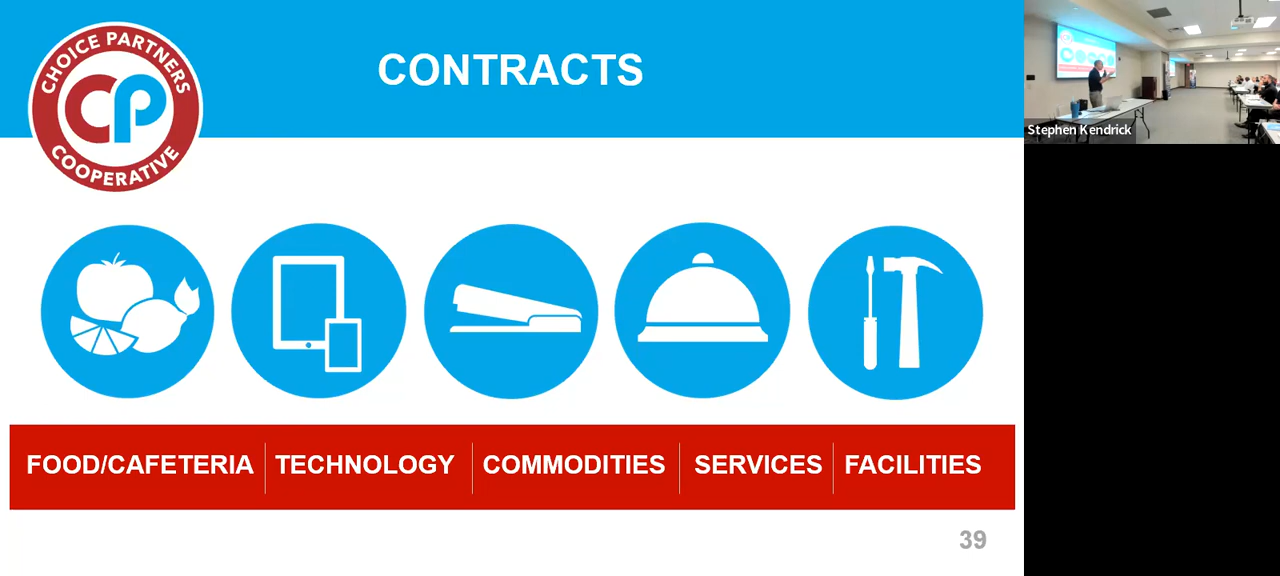 CHOICE PARTNERS
CP
COOPERATIVE
CONTRACTS
Stephen Kendrick
FOOD/CAFETERIA
TECHNOLOGY
COMMODITIES
SERVICES
FACILITIES
39